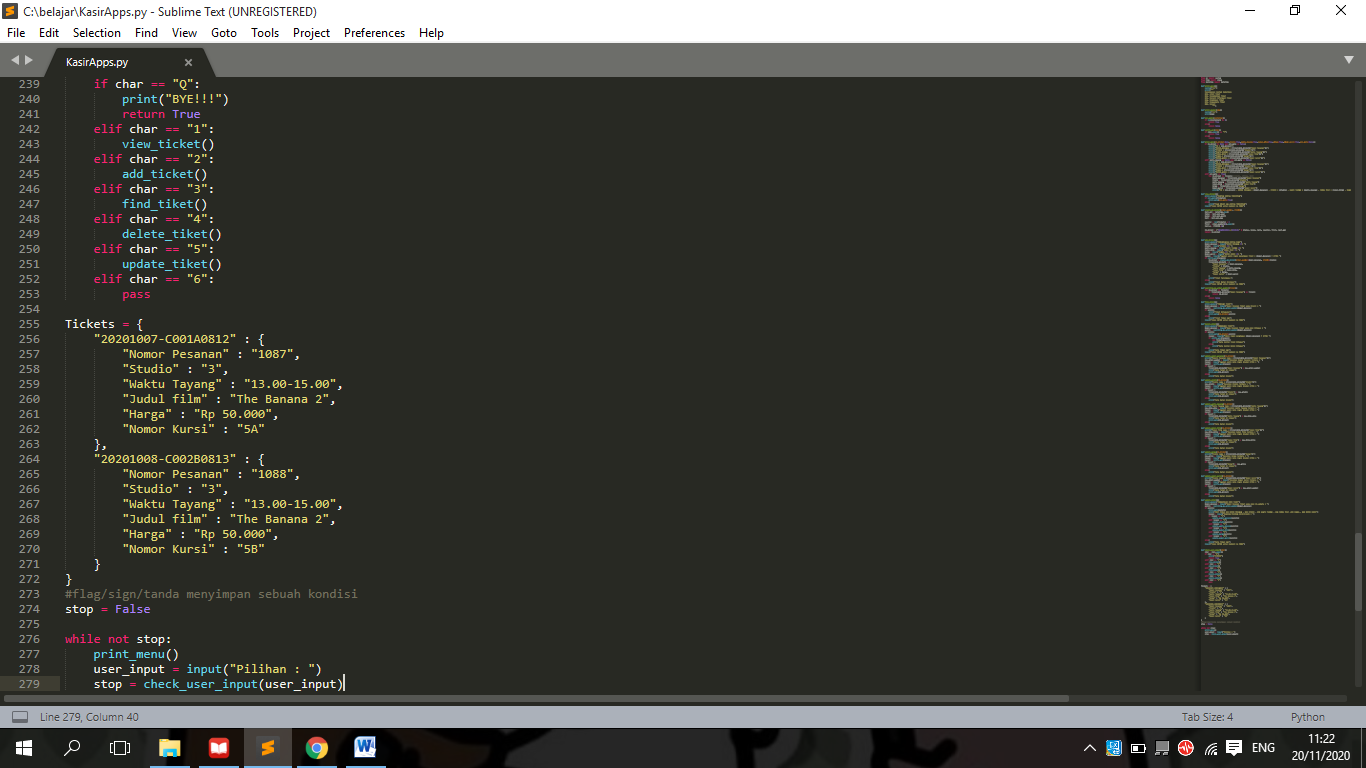 C:\belajar\KasirApps.py - Sublime Text (UNREGISTERED)
File Edit Selection Find View Goto Tools Project Preferences Help
KasirApps.py
239 if char == "Q":
240 print("BYE!!!")
241 return True
242 elif char == "1":
243 view_ticket()
244 elif char == "2":
245 add_ticket()
246 elif char == "3":
247 find_tiket()
248 elif char == "4":
249 delete_tiket()
250 elif char == "5":
251 update_tiket()
252 elif char == "6":
253 pass
254
255 Tickets = {
256 "20201007-C001A0812" : {
257 "Nomor Pesanan" : "1087",
258 "Studio" : "3",
259 "Waktu Tayang" : "13.00-15.00",
260 "Judul film" : "The Banana 2",
261 "Harga" : "Rp 50.000",
262 "Nomor Kursi" : "5A"
263 },
264 "20201008-C002B0813" : {
265 "Nomor Pesanan" : "1088",
266 "Studio" : "3",
267 "Waktu Tayang" : "13.00-15.00",
268 "Judul film" : "The Banana 2",
269 "Harga" : "Rp 50.000",
270 "Nomor Kursi" : "5B"
271 }
272 }
273 #flag/sign/tanda menyimpan sebuah kondisi
274 stop = False
275
276 while not stop:
277 print_menu()
278 user_input = input("Pilihan : ")
279 stop = check_user_input(user_input)
Line 279, Column 40 Tab Size: 4 Python
ENG 11:22
20/11/2020